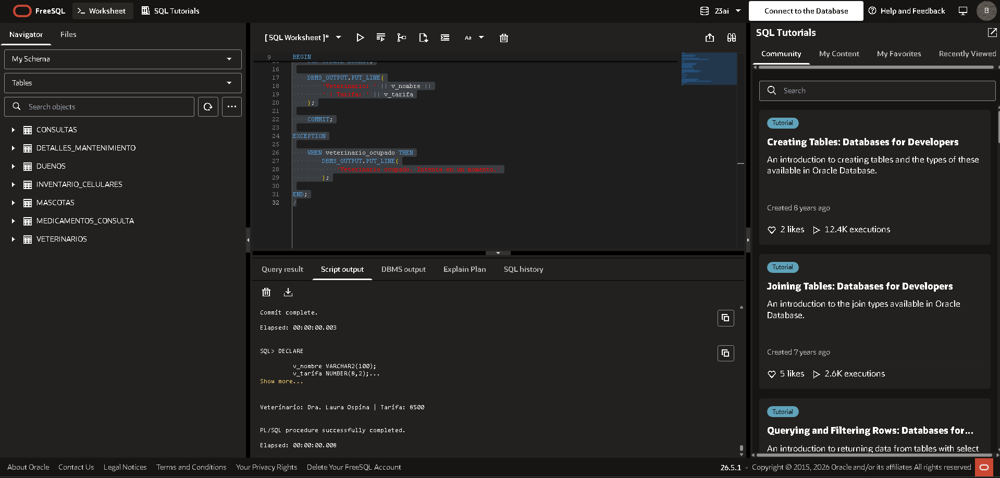 FreeSQL
Worksheet
SQL Tutorials
23ai
Connect to the Database
Help and Feedback
B
Navigator
Files
My Schema
Tables
Search objects
CONSULTAS
DETALLES_MANTENIMIENTO
DUENOS
INVENTARIO_CELULARES
MASCOTAS
MEDICAMENTOS_CONSULTA
VETERINARIOS
[ SQL Worksheet ]*
Aa
9 BEGIN
16
17 DBMS_OUTPUT.PUT_LINE(
18 'Veterinario: ' || v_nombre ||
19 ' | Tarifa: ' || v_tarifa
20 );
21
22 COMMIT;
23
24 EXCEPTION
25
26 WHEN veterinario_ocupado THEN
27 DBMS_OUTPUT.PUT_LINE(
28 'Veterinario ocupado. Intenta en un momento.'
29 );
30
31 END;
32 /
Query result
Script output
DBMS output
Explain Plan
SQL history
Commit complete.
Elapsed: 00:00:00.003
SQL> DECLARE
v_nombre VARCHAR2(100);
v_tarifa NUMBER(8,2);...
Show more...
Veterinario: Dra. Laura Ospina | Tarifa: 8500
PL/SQL procedure successfully completed.
Elapsed: 00:00:00.008
SQL Tutorials
Community
My Content
My Favorites
Recently Viewed
Search
Tutorial
Creating Tables: Databases for Developers
An introduction to creating tables and the types of these
available in Oracle Database.
Created 8 years ago
2 likes
12.4K executions
Tutorial
Joining Tables: Databases for Developers
An introduction to the join types available in Oracle
Database.
Created 7 years ago
5 likes
2.6K executions
Tutorial
Querying and Filtering Rows: Databases for...
An introduction to returning data from tables with select
About Oracle
Contact Us
Legal Notices
Terms and Conditions
Your Privacy Rights
Delete Your FreeSQL Account
26.5.1 - Copyright © 2015, 2026 Oracle and/or its affiliates All rights reserved